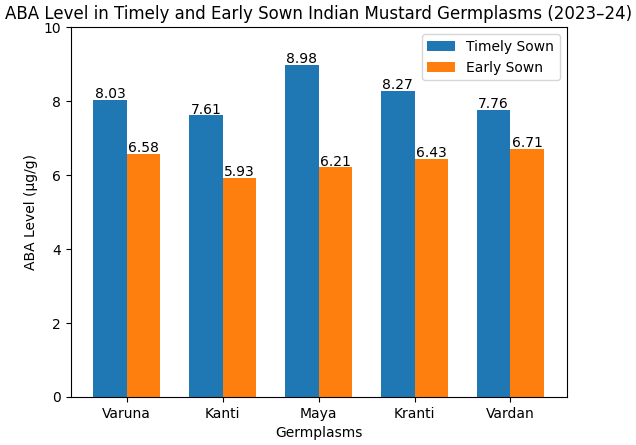 ABA Level in Timely and Early Sown Indian Mustard Germplasms (2023–24)
10
8
6
4
2
0
ABA Level (µg/g)
Timely Sown
Early Sown
8.03
6.58
7.61
5.93
8.98
6.21
8.27
6.43
7.76
6.71
Varuna
Kanti
Maya
Kranti
Vardan
Germplasms